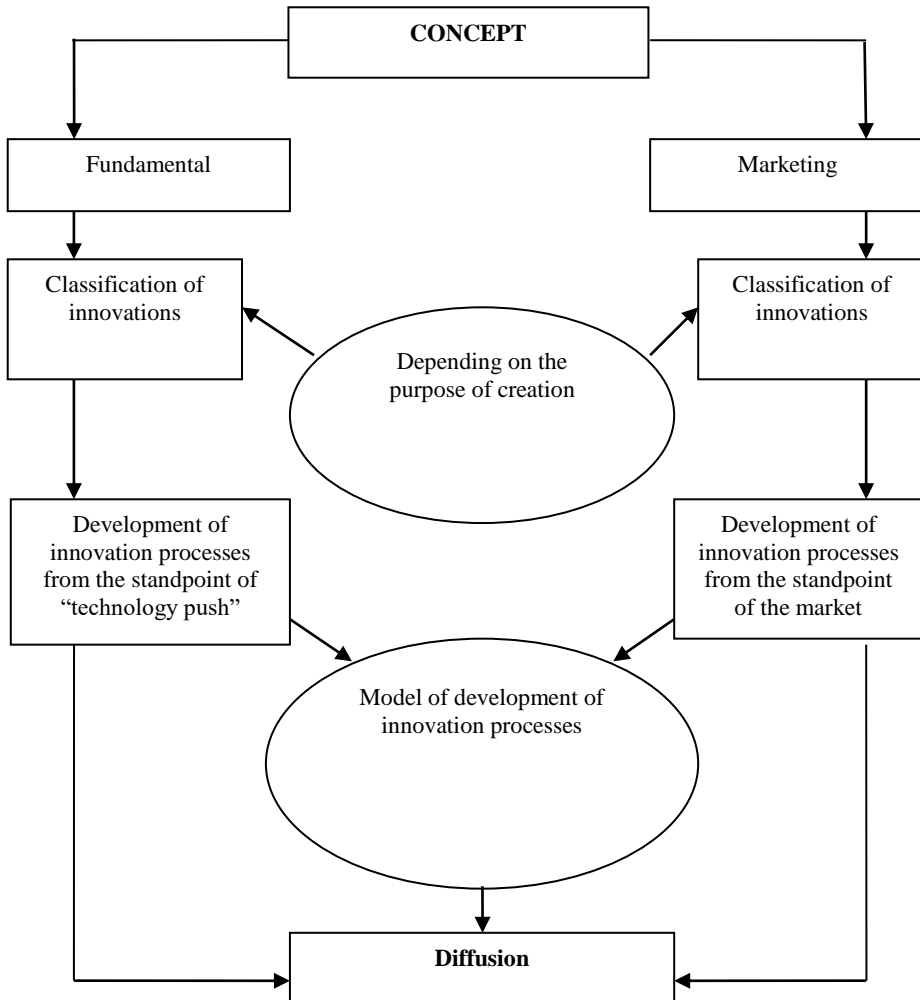 CONCEPT
Fundamental
Marketing
Classification of
innovations
Classification of
innovations
Depending on the
purpose of creation
Development of
innovation processes
from the standpoint of
“technology push”
Development of
innovation processes
from the standpoint
of the market
Model of development of
innovation processes
Diffusion